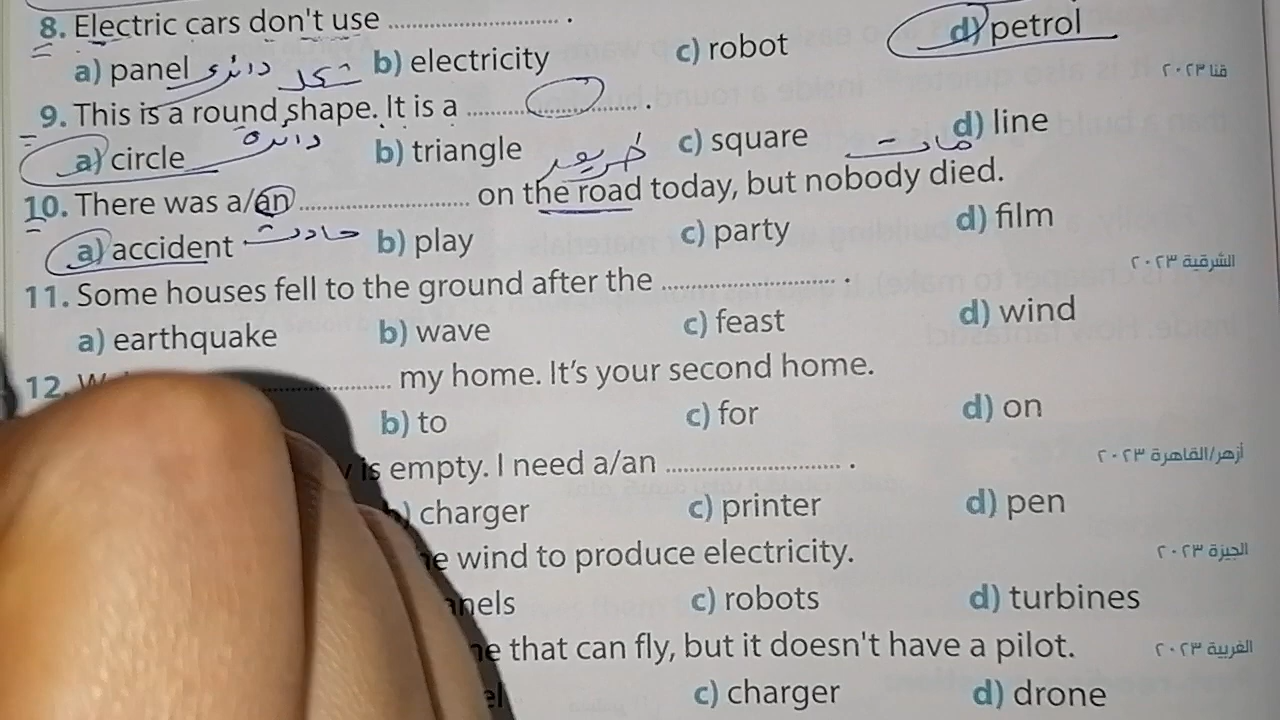 8. Electric cars don't use .................... .
a) panel b) electricity c) robot d) petrol
دائرى شكل
قنا ٢٠٢٣
9. This is a round shape. It is a .................... .
دائرة
a) circle b) triangle c) square d) line
10. There was a/an .................... on the road today, but nobody died.
a) accident حادث b) play c) party d) film
الشرقية ٢٠٢٣
11. Some houses fell to the ground after the .................... .
a) earthquake b) wave c) feast d) wind
12. .................... my home. It's your second home.
b) to c) for d) on
is empty. I need a/an .................... .
أزهر/القاهرة ٢٠٢٣
charger c) printer d) pen
wind to produce electricity.
الجيزة ٢٠٢٣
c) robots d) turbines
that can fly, but it doesn't have a pilot.
الغربية ٢٠٢٣
c) charger d) drone